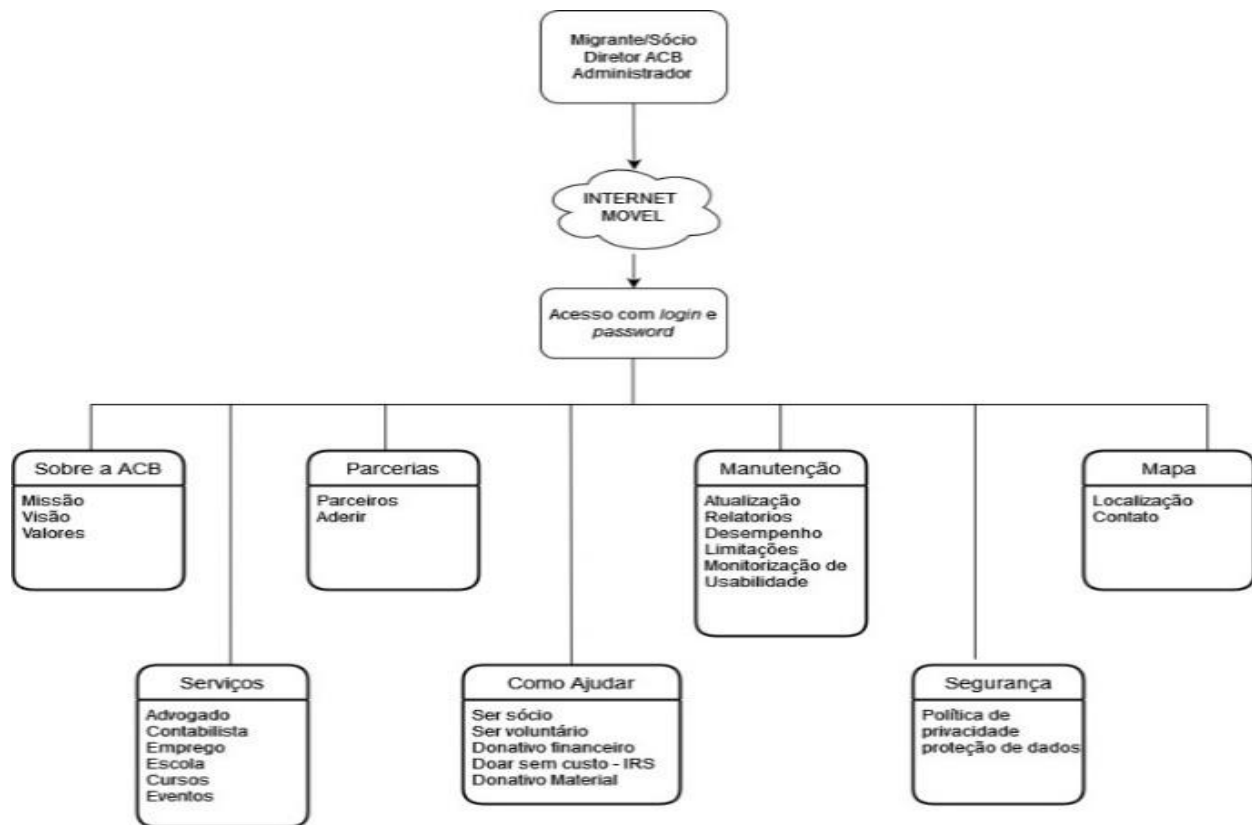 Migrante/Sócio
Diretor ACB
Administrador
INTERNET
MOVEL
Acesso com login e
password
Sobre a ACB
Missão
Visão
Valores
Parcerias
Parceiros
Aderir
Manutenção
Atualização
Relatorios
Desempenho
Limitações
Monitorização de
Usabilidade
Mapa
Localização
Contato
Serviços
Advogado
Contabilista
Emprego
Escola
Cursos
Eventos
Como Ajudar
Ser sócio
Ser voluntário
Donativo financeiro
Doar sem custo - IRS
Donativo Material
Segurança
Política de
privacidade
proteção de dados